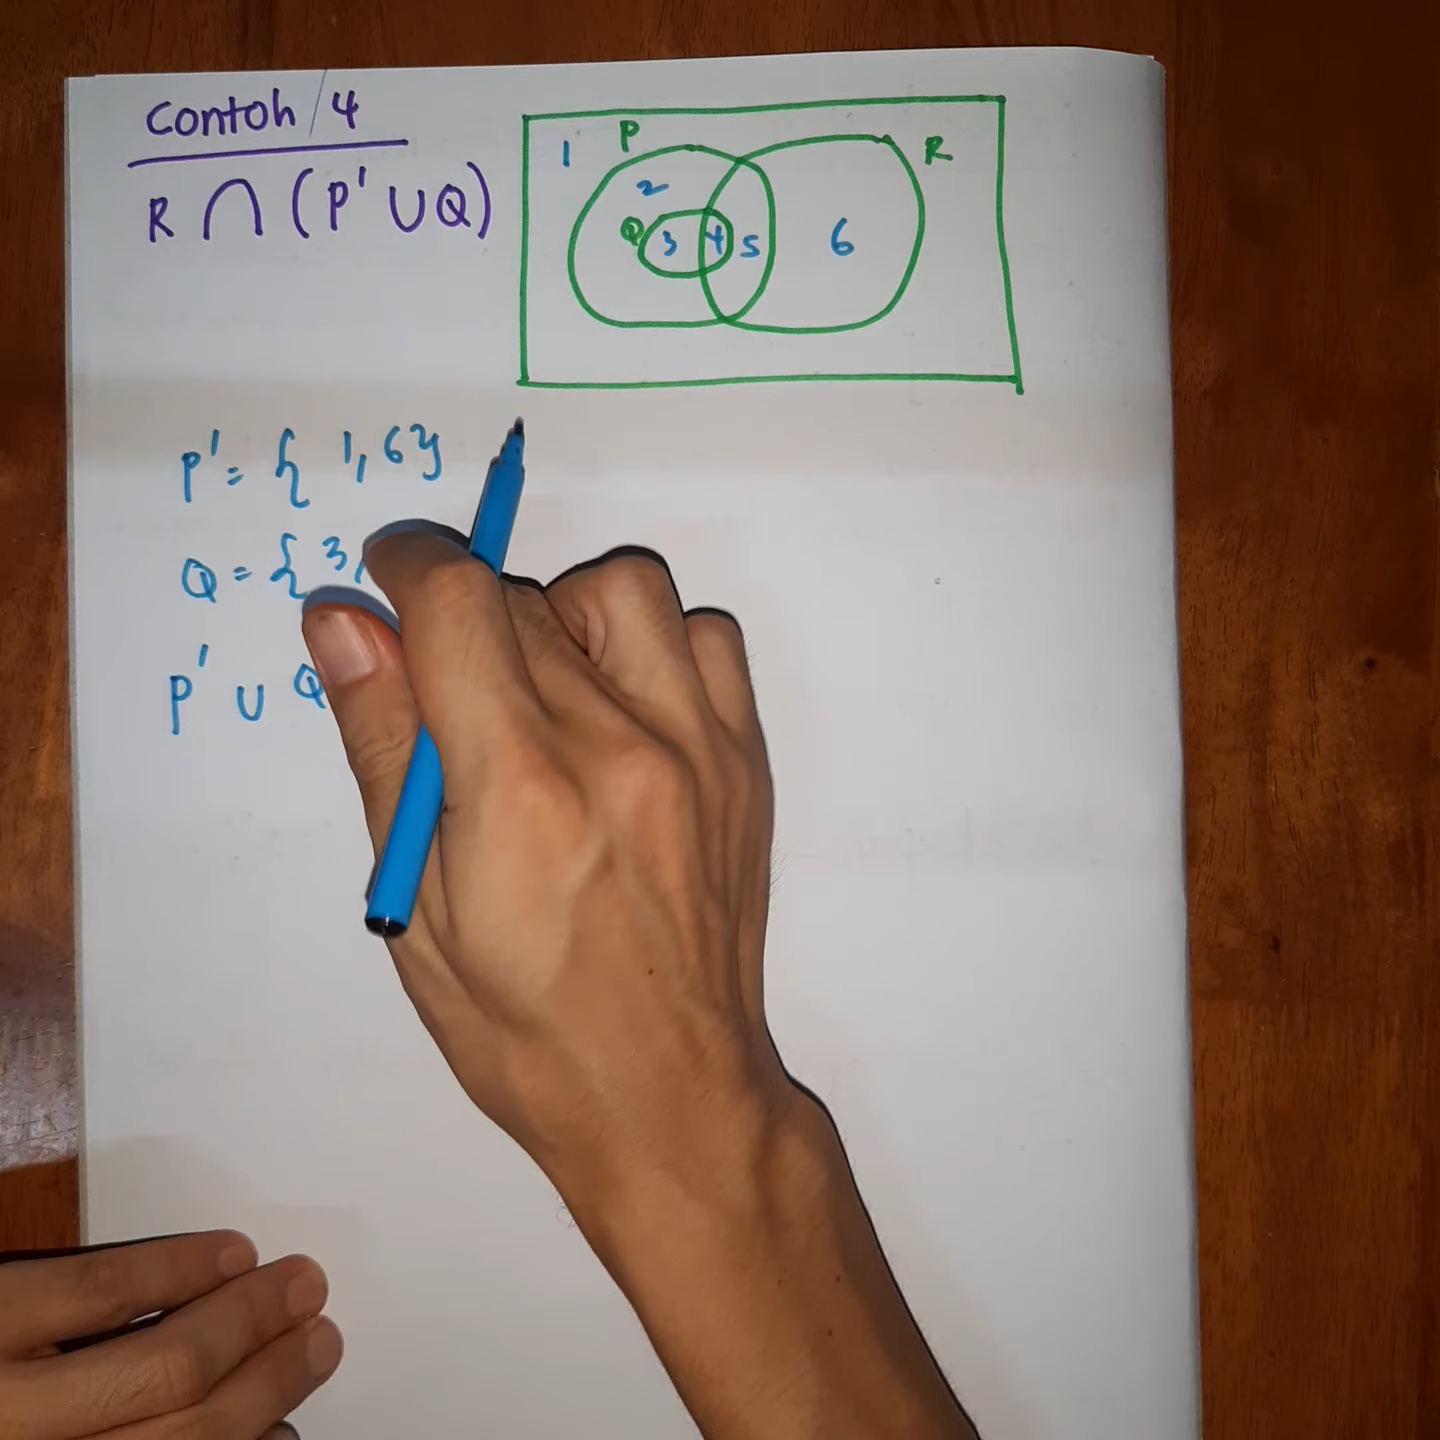 Contoh / 4
R ∩ (P' ∪ Q)
P
R
1
2
Q 3 4 5 6
P' = { 1, 6 }
Q = { 3,
P' ∪ Q